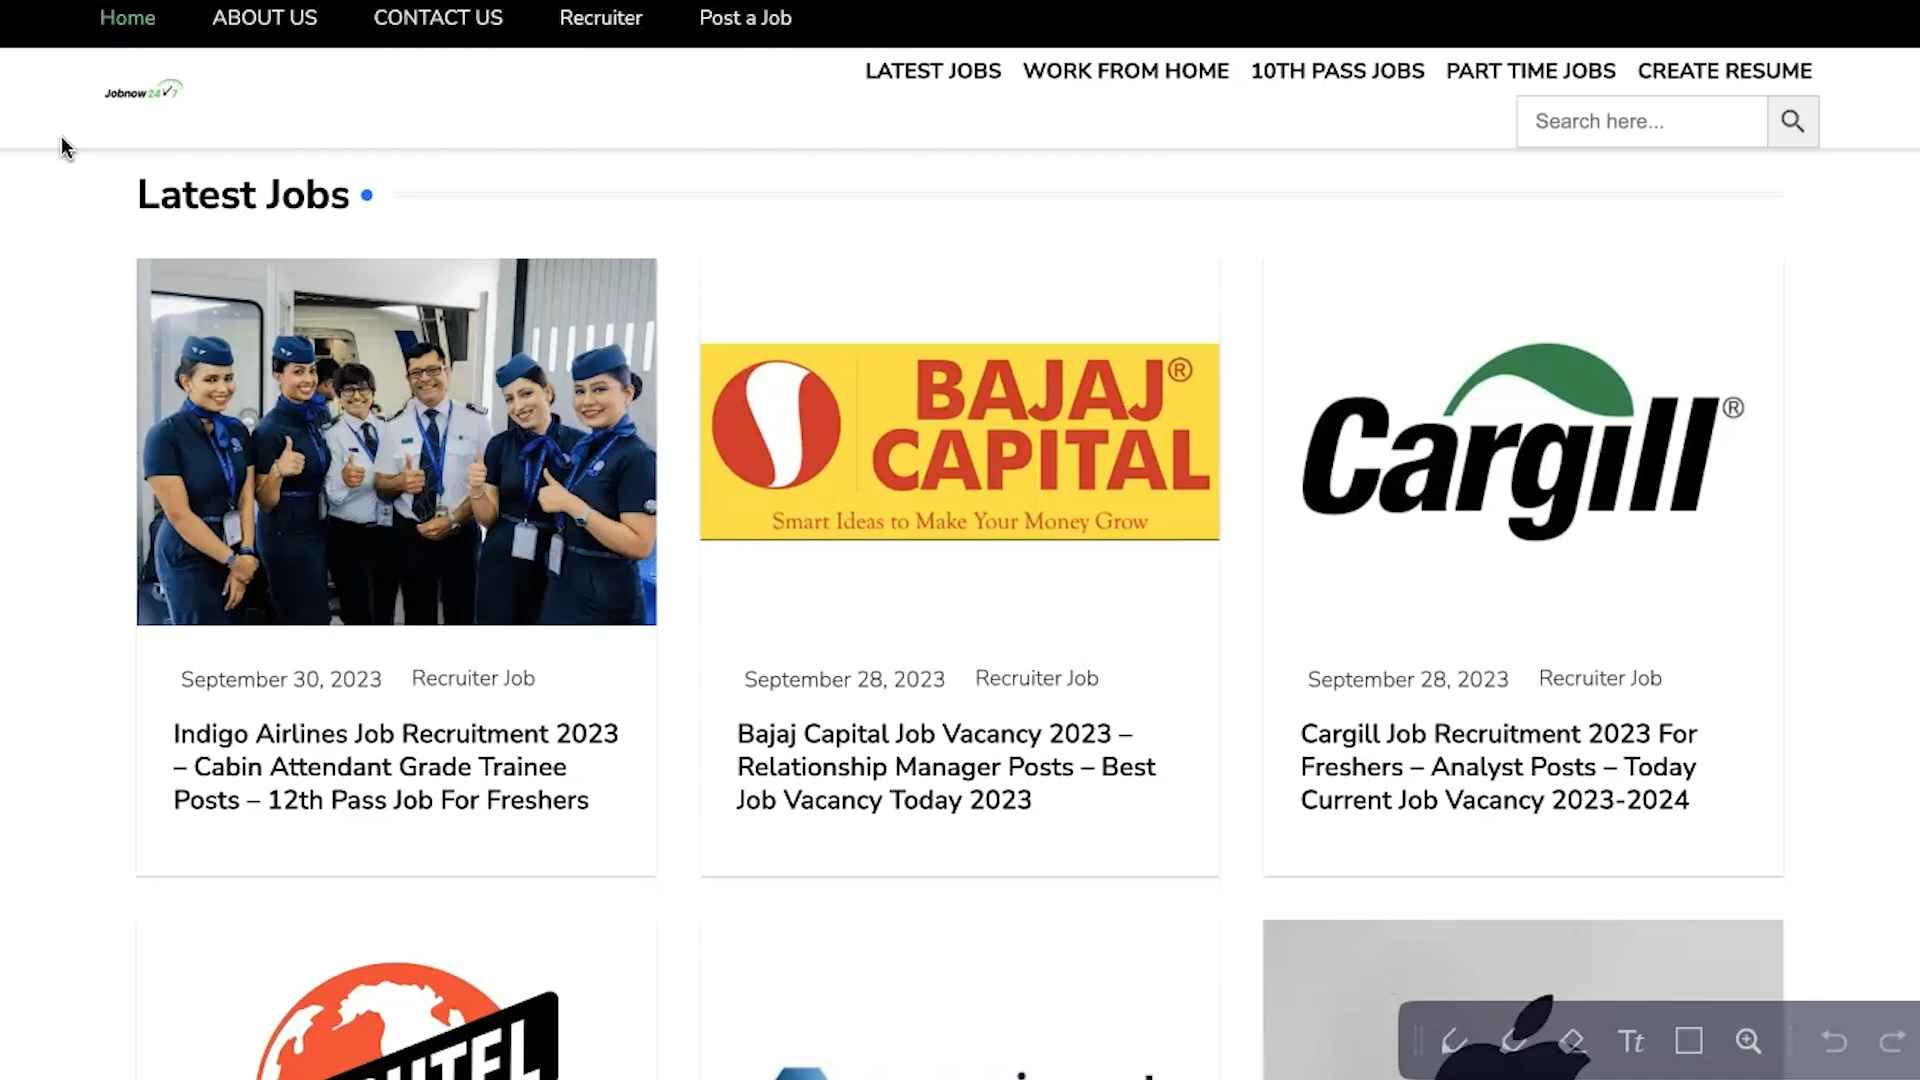 Home ABOUT US CONTACT US Recruiter Post a Job
LATEST JOBS WORK FROM HOME 10TH PASS JOBS PART TIME JOBS CREATE RESUME
Jobnow 24 7
Search here...
Latest Jobs
BAJAJ®
CAPITAL
Smart Ideas to Make Your Money Grow
Cargill®
September 30, 2023 Recruiter Job
Indigo Airlines Job Recruitment 2023
– Cabin Attendant Grade Trainee
Posts – 12th Pass Job For Freshers
September 28, 2023 Recruiter Job
Bajaj Capital Job Vacancy 2023 –
Relationship Manager Posts – Best
Job Vacancy Today 2023
September 28, 2023 Recruiter Job
Cargill Job Recruitment 2023 For
Freshers – Analyst Posts – Today
Current Job Vacancy 2023-2024
Tt